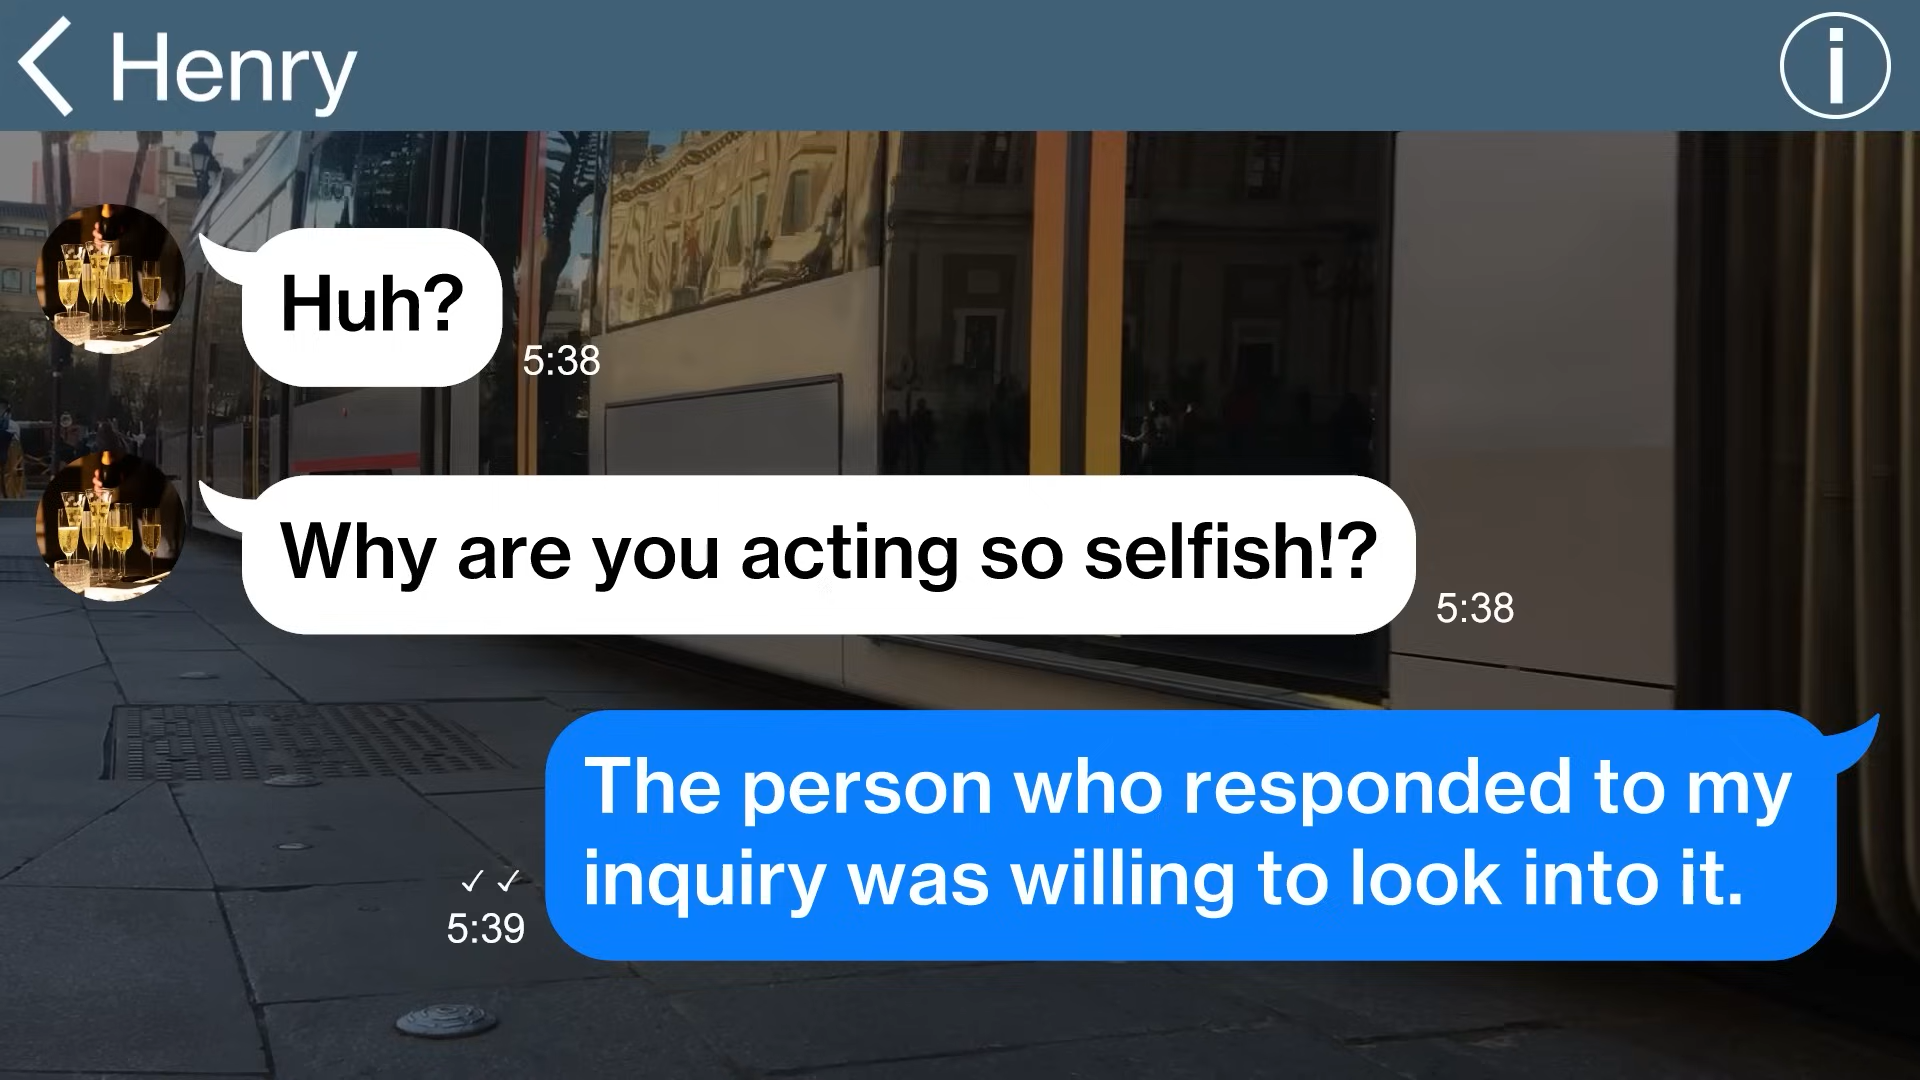 Henry
Huh?
5:38
Why are you acting so selfish!?
5:38
The person who responded to my
inquiry was willing to look into it.
5:39